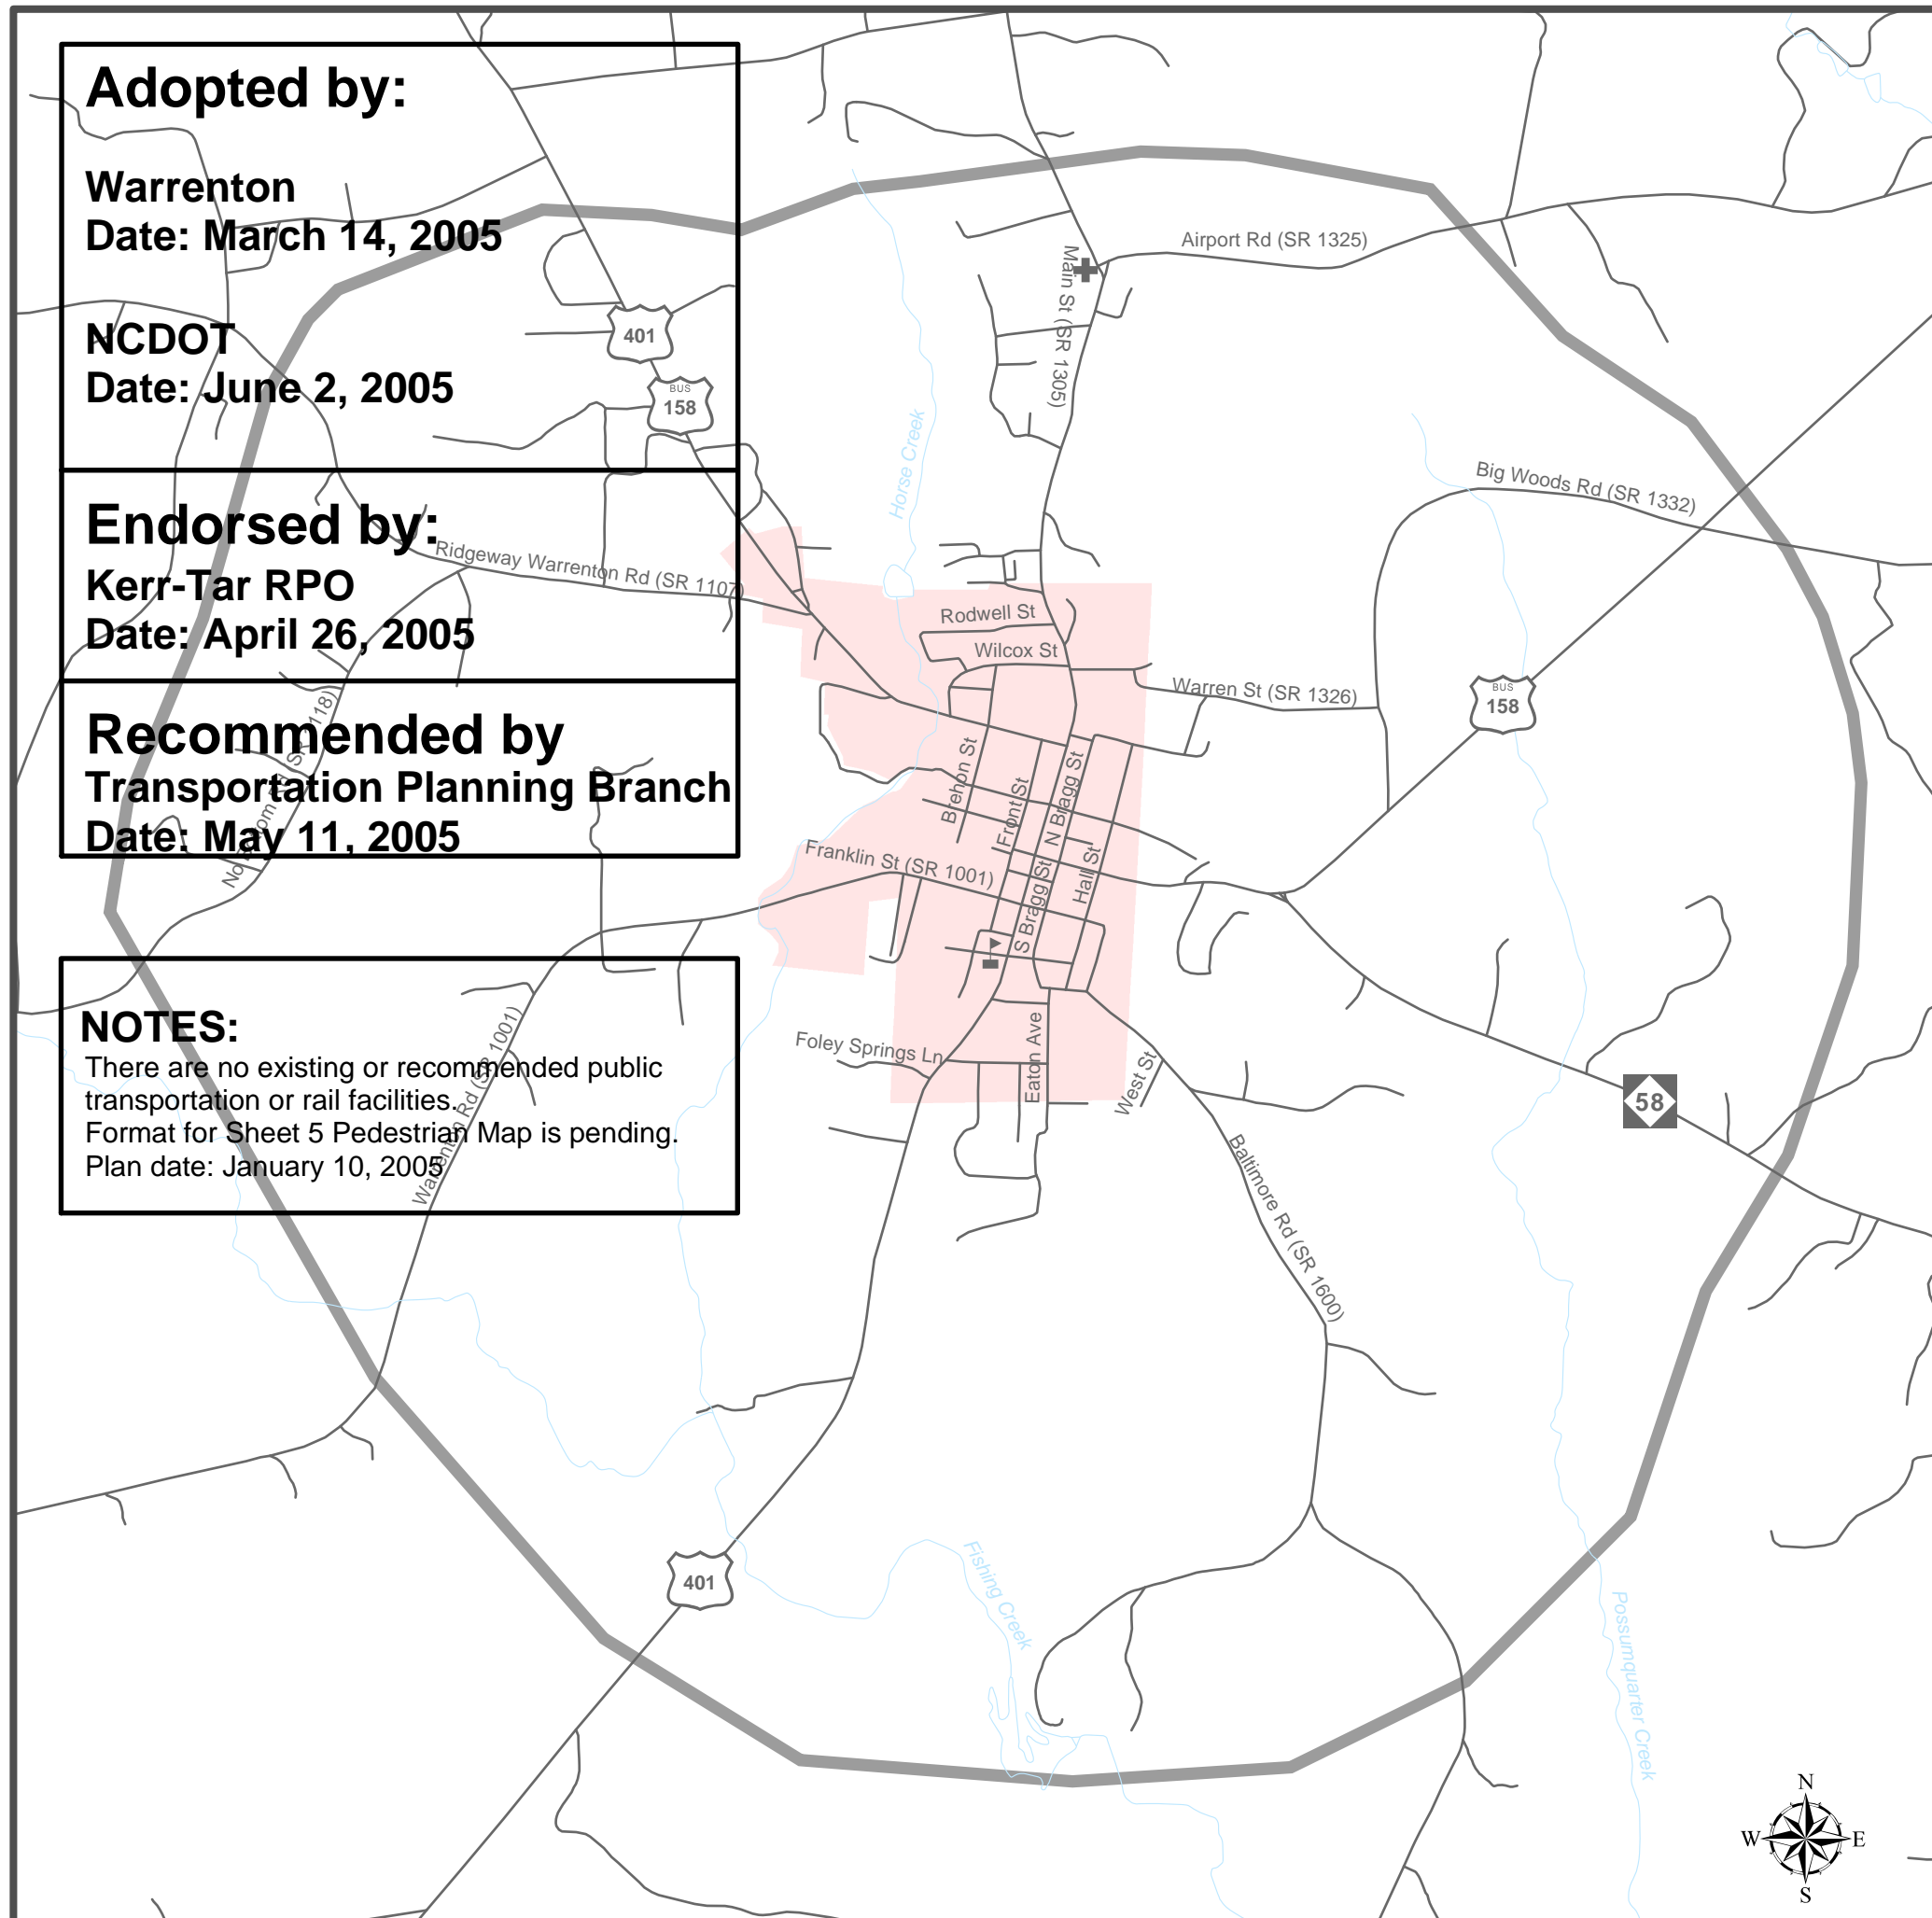 Adopted by:
Warrenton
Date: March 14, 2005
NCDOT
Date: June 2, 2005
Endorsed by:
Kerr-Tar RPO
Date: April 26, 2005
Recommended by
Transportation Planning Branch
Date: May 11, 2005
NOTES:
There are no existing or recommended public
transportation or rail facilities.
Format for Sheet 5 Pedestrian Map is pending.
Plan date: January 10, 2005
Airport Rd (SR 1325)
Main St (SR 1305)
401
BUS
158
Horse Creek
Big Woods Rd (SR 1332)
Ridgeway Warrenton Rd (SR 1107)
Rodwell St
Wilcox St
Warren St (SR 1326)
BUS
158
Brehon St
Front St
N Bragg St
Hall St
S Bragg St
Franklin St (SR 1001)
Warrenton Rd (SR 1001)
Foley Springs Ln
Eaton Ave
West St
58
Baltimore Rd (SR 1600)
401
Fishing Creek
Possumquarter Creek
N
W
E
S